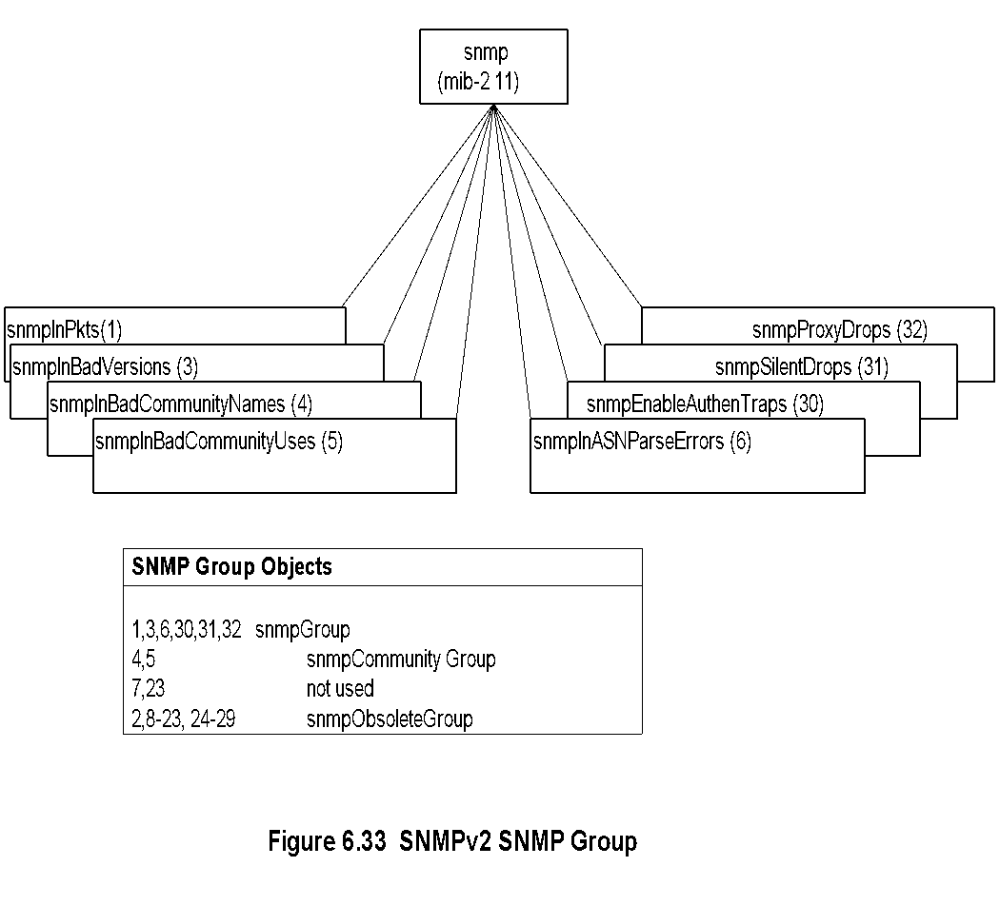 snmp
(mib-2 11)
snmpInPkts(1)
snmpInBadVersions (3)
snmpInBadCommunityNames (4)
snmpInBadCommunityUses (5)
snmpProxyDrops (32)
snmpSilentDrops (31)
snmpEnableAuthenTraps (30)
snmpInASNParseErrors (6)
SNMP Group Objects
1,3,6,30,31,32 snmpGroup
4,5 snmpCommunity Group
7,23 not used
2,8-23, 24-29 snmpObsoleteGroup
Figure 6.33 SNMPv2 SNMP Group